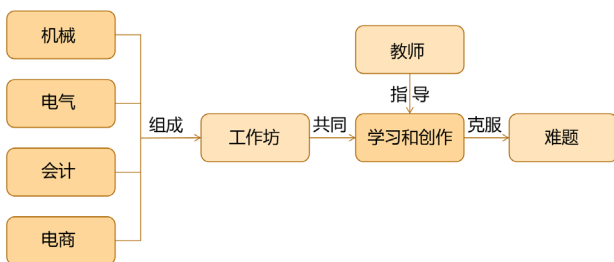 机械
电气
会计
电商
组成
工作坊
共同
教师
指导
学习和创作
克服
难题